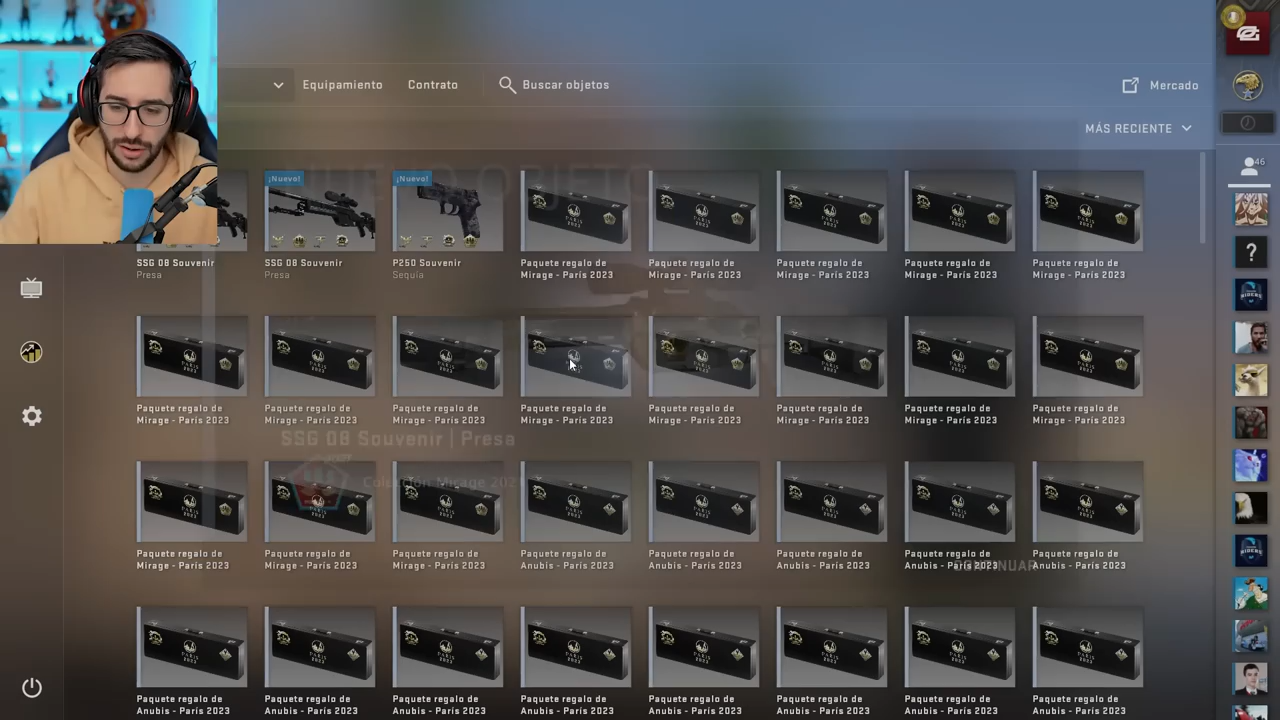 Equipamiento
Contrato
Buscar objetos
Mercado
46
MÁS RECIENTE
NUEVO OBJETO
¡Nuevo!
¡Nuevo!
SSG 08 Souvenir
Presa
SSG 08 Souvenir
Presa
P250 Souvenir
Sequía
Paquete regalo de
Mirage - París 2023
Paquete regalo de
Mirage - París 2023
Paquete regalo de
Mirage - París 2023
Paquete regalo de
Mirage - París 2023
Paquete regalo de
Mirage - París 2023
Paquete regalo de
Mirage - París 2023
Paquete regalo de
Mirage - París 2023
Paquete regalo de
Mirage - París 2023
Paquete regalo de
Mirage - París 2023
Paquete regalo de
Mirage - París 2023
Paquete regalo de
Mirage - París 2023
Paquete regalo de
Mirage - París 2023
Paquete regalo de
Mirage - París 2023
SSG 08 Souvenir | Presa
Colección Mirage 2021
Paquete regalo de
Mirage - París 2023
Paquete regalo de
Mirage - París 2023
Paquete regalo de
Mirage - París 2023
Paquete regalo de
Anubis - París 2023
Paquete regalo de
Anubis - París 2023
Paquete regalo de
Anubis - París 2023
Paquete regalo de
Anubis - París 2023
Paquete regalo de
Anubis - París 2023
CONTINUAR
Paquete regalo de
Anubis - París 2023
Paquete regalo de
Anubis - París 2023
Paquete regalo de
Anubis - París 2023
Paquete regalo de
Anubis - París 2023
Paquete regalo de
Anubis - París 2023
Paquete regalo de
Anubis - París 2023
Paquete regalo de
Anubis - París 2023
Paquete regalo de
Anubis - París 2023